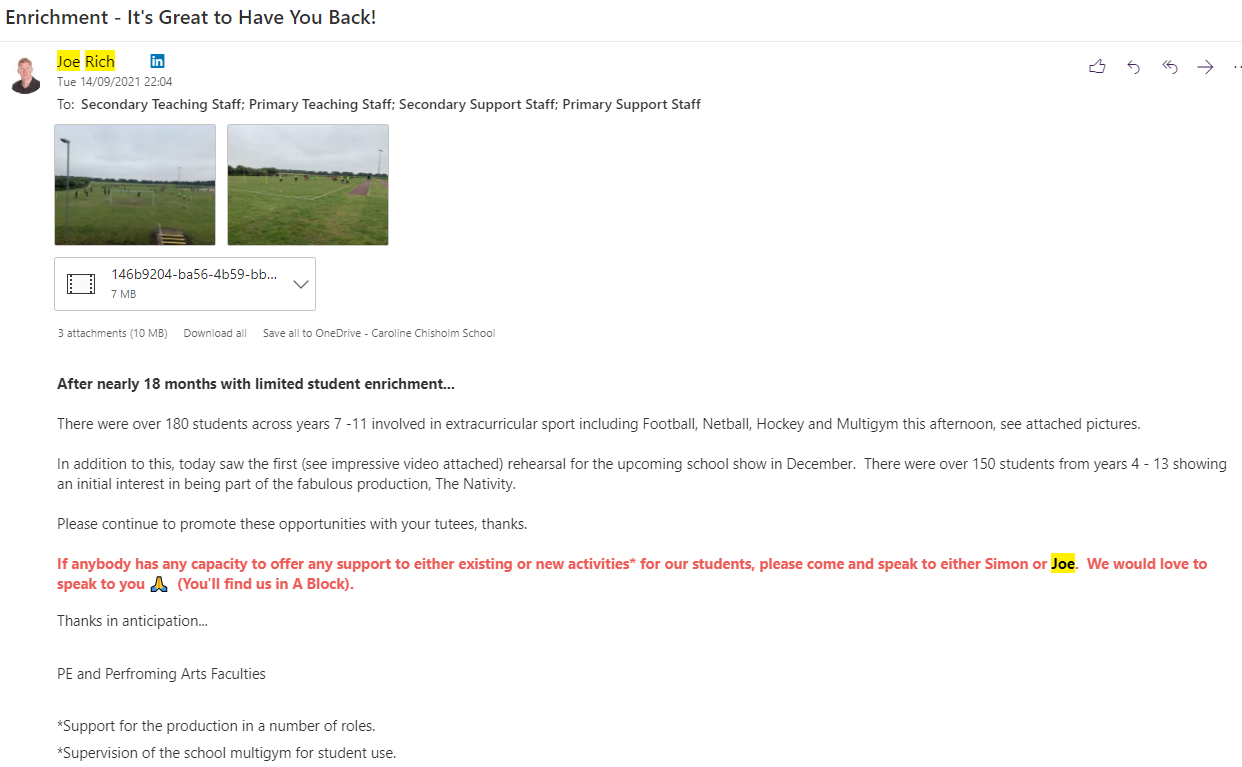 Enrichment - It's Great to Have You Back!
Joe Rich
in
Tue 14/09/2021 22:04
To: Secondary Teaching Staff; Primary Teaching Staff; Secondary Support Staff; Primary Support Staff
146b9204-ba56-4b59-bb...
7 MB
3 attachments (10 MB) Download all Save all to OneDrive - Caroline Chisholm School
After nearly 18 months with limited student enrichment...
There were over 180 students across years 7 -11 involved in extracurricular sport including Football, Netball, Hockey and Multigym this afternoon, see attached pictures.
In addition to this, today saw the first (see impressive video attached) rehearsal for the upcoming school show in December. There were over 150 students from years 4 - 13 showing
an initial interest in being part of the fabulous production, The Nativity.
Please continue to promote these opportunities with your tutees, thanks.
If anybody has any capacity to offer any support to either existing or new activities* for our students, please come and speak to either Simon or Joe. We would love to
speak to you 🙏 (You'll find us in A Block).
Thanks in anticipation...
PE and Perfroming Arts Faculties
*Support for the production in a number of roles.
*Supervision of the school multigym for student use.